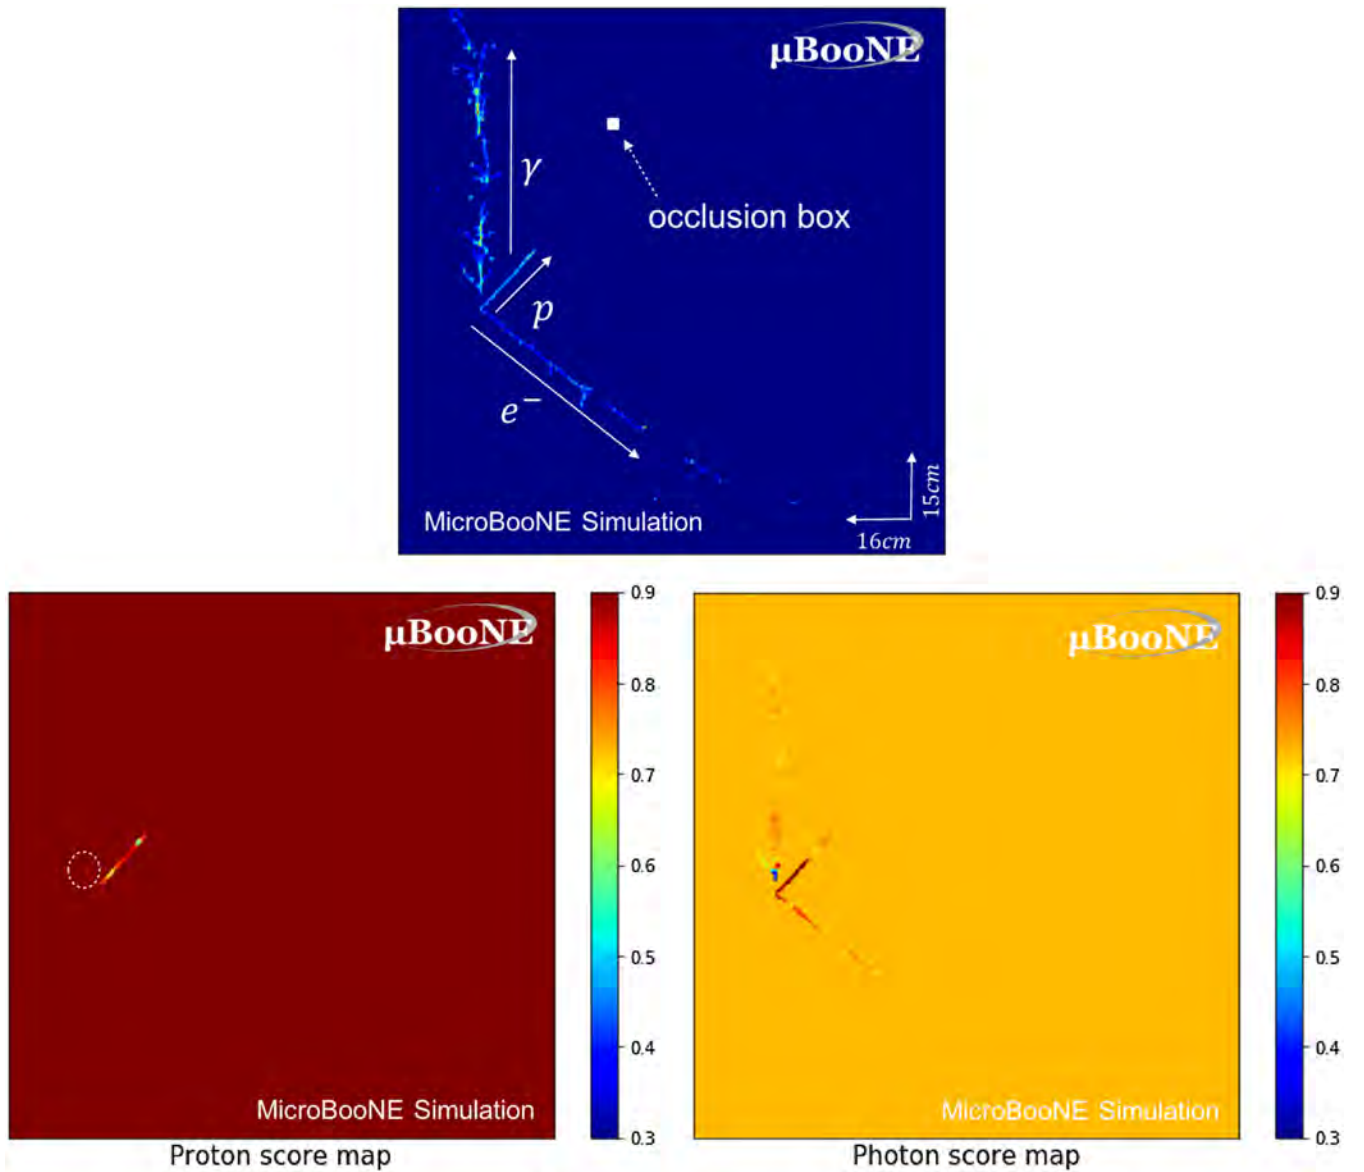 μBooNE
γ
occlusion box
p
e⁻
15cm
16cm
MicroBooNE Simulation
μBooNE
0.9
0.8
0.7
0.6
0.5
0.4
0.3
MicroBooNE Simulation
Proton score map
μBooNE
0.9
0.8
0.7
0.6
0.5
0.4
0.3
MicroBooNE Simulation
Photon score map